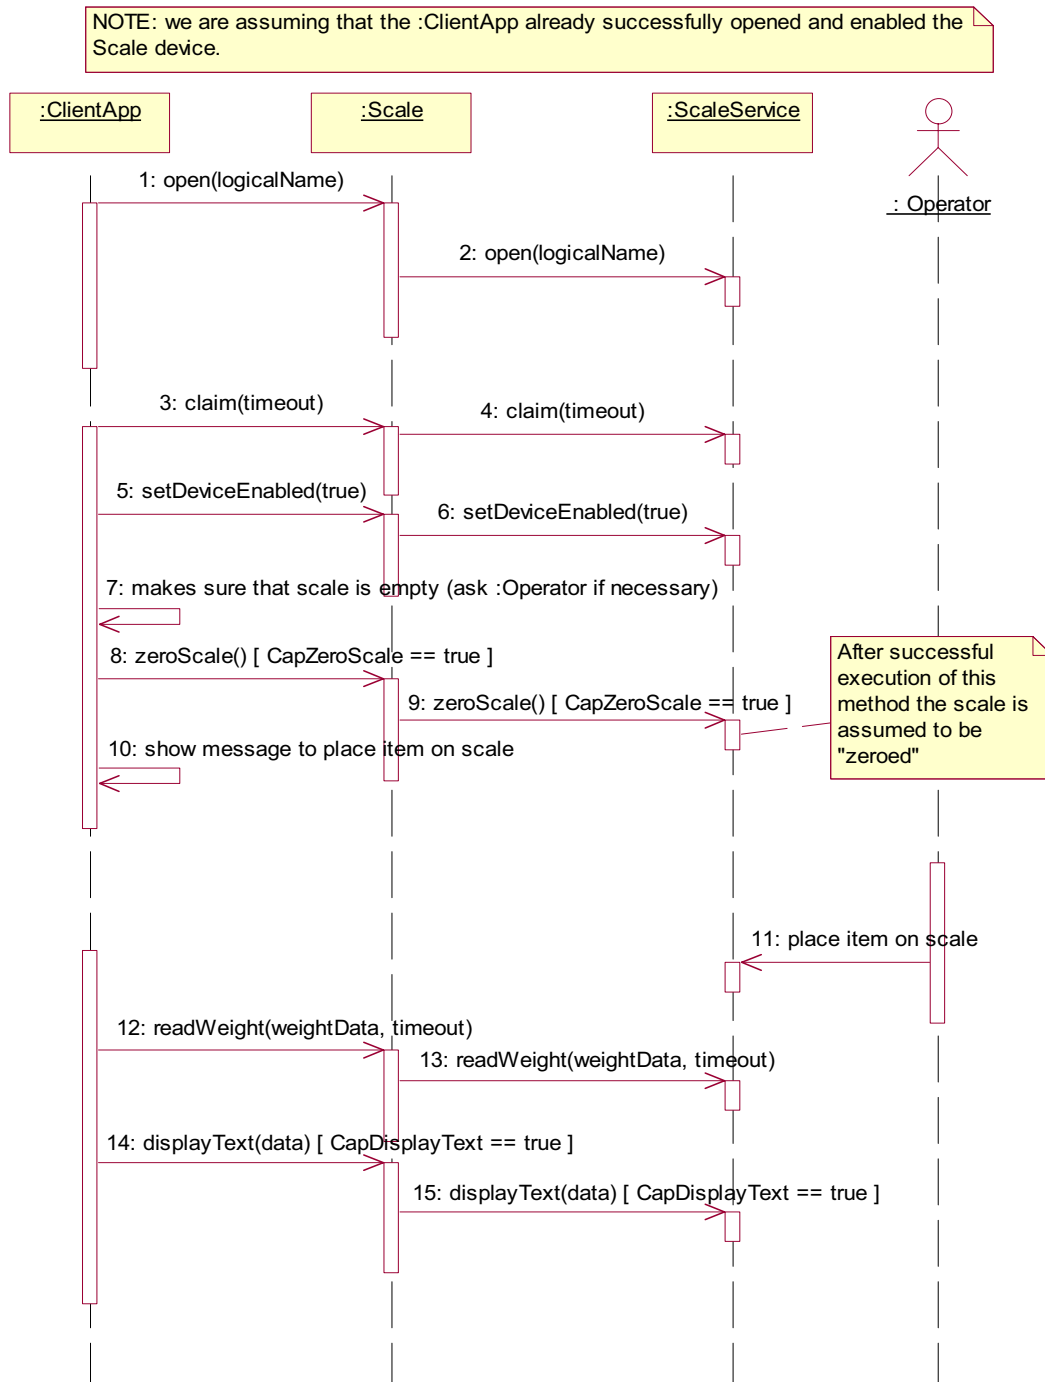 NOTE: we are assuming that the :ClientApp already successfully opened and enabled the
Scale device.
:ClientApp
:Scale
:ScaleService
: Operator
1: open(logicalName)
2: open(logicalName)
3: claim(timeout)
4: claim(timeout)
5: setDeviceEnabled(true)
6: setDeviceEnabled(true)
7: makes sure that scale is empty (ask :Operator if necessary)
8: zeroScale() [ CapZeroScale == true ]
9: zeroScale() [ CapZeroScale == true ]
After successful
execution of this
method the scale is
assumed to be
"zeroed"
10: show message to place item on scale
11: place item on scale
12: readWeight(weightData, timeout)
13: readWeight(weightData, timeout)
14: displayText(data) [ CapDisplayText == true ]
15: displayText(data) [ CapDisplayText == true ]